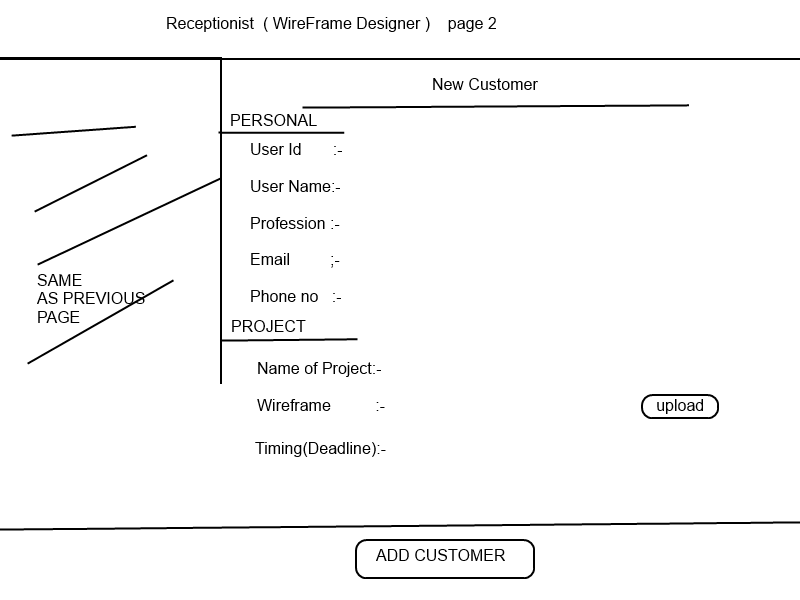 Receptionist ( WireFrame Designer ) page 2
New Customer
PERSONAL
User Id :-
User Name:-
Profession :-
Email ;-
Phone no :-
SAME
AS PREVIOUS
PAGE
PROJECT
Name of Project:-
Wireframe :-
upload
Timing(Deadline):-
ADD CUSTOMER